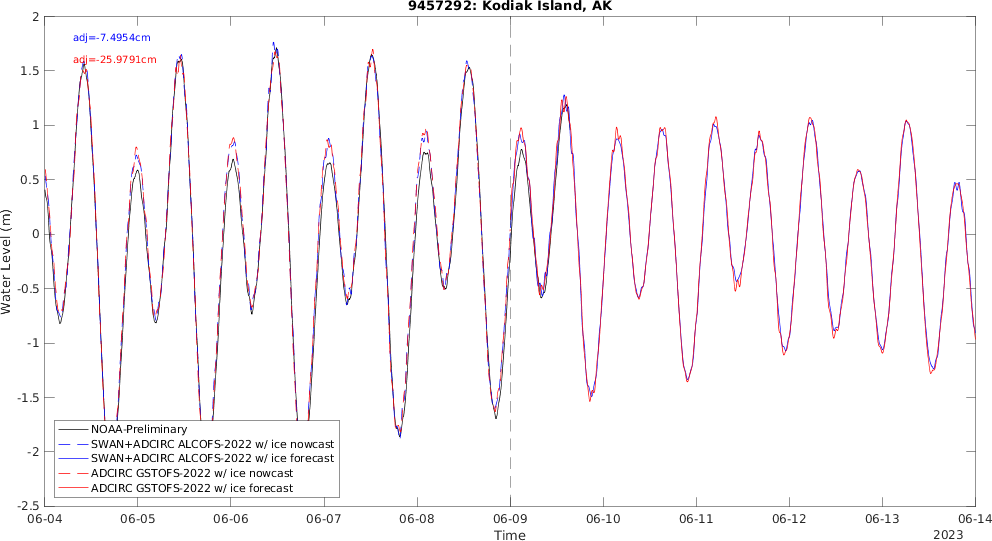 9457292: Kodiak Island, AK
2
adj=-7.4954cm
adj=-25.9791cm
1.5
1
0.5
0
-0.5
-1
-1.5
-2
-2.5
Water Level (m)
NOAA-Preliminary
SWAN+ADCIRC ALCOFS-2022 w/ ice nowcast
SWAN+ADCIRC ALCOFS-2022 w/ ice forecast
ADCIRC GSTOFS-2022 w/ ice nowcast
ADCIRC GSTOFS-2022 w/ ice forecast
06-04 06-05 06-06 06-07 06-08 06-09 06-10 06-11 06-12 06-13 06-14
Time
2023